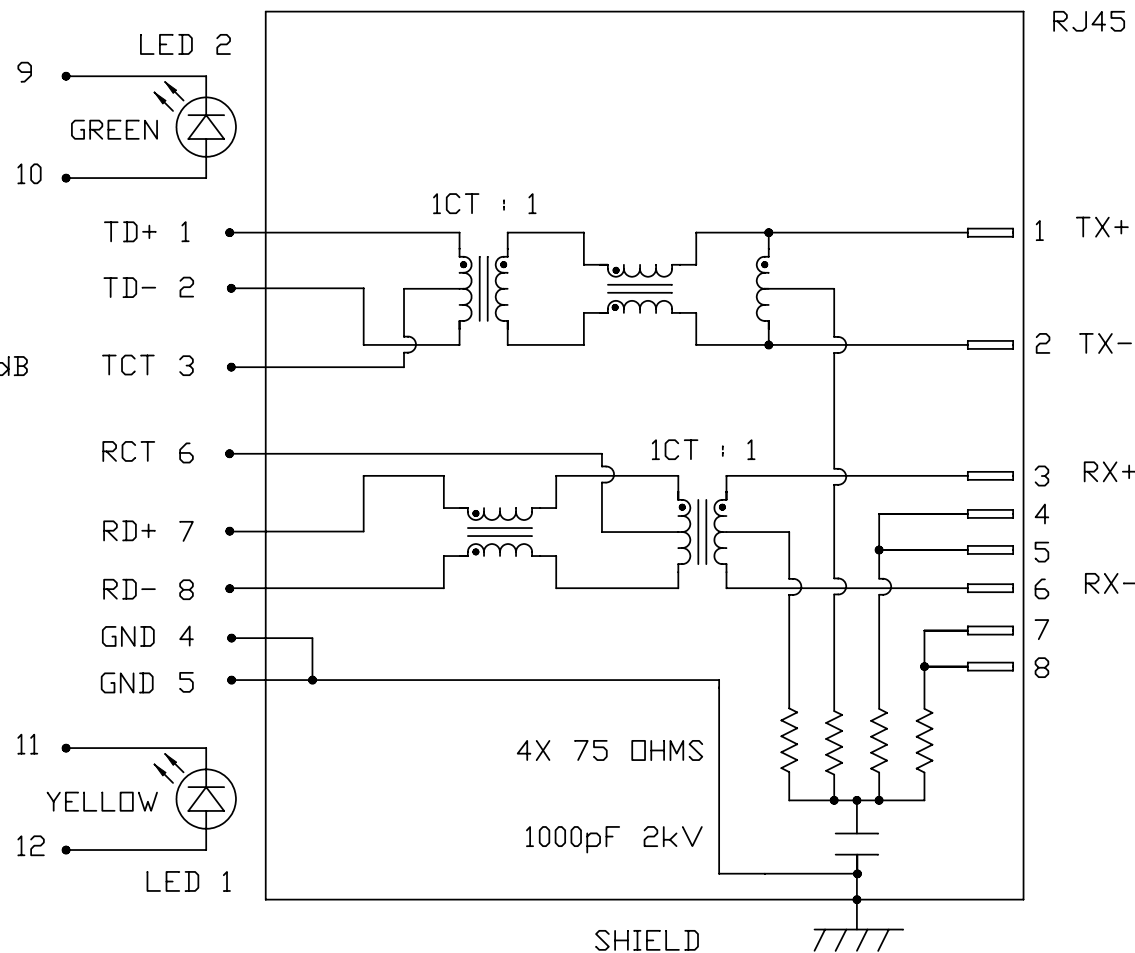 RJ45
LED 2
9
GREEN
10
1CT : 1
TD+ 1
1 TX+
TD- 2
2 TX-
TCT 3
dB
RCT 6
1CT : 1
3 RX+
4
RD+ 7
5
RD- 8
6 RX-
GND 4
7
8
GND 5
11
4X 75 OHMS
YELLOW
1000pF 2kV
12
LED 1
SHIELD